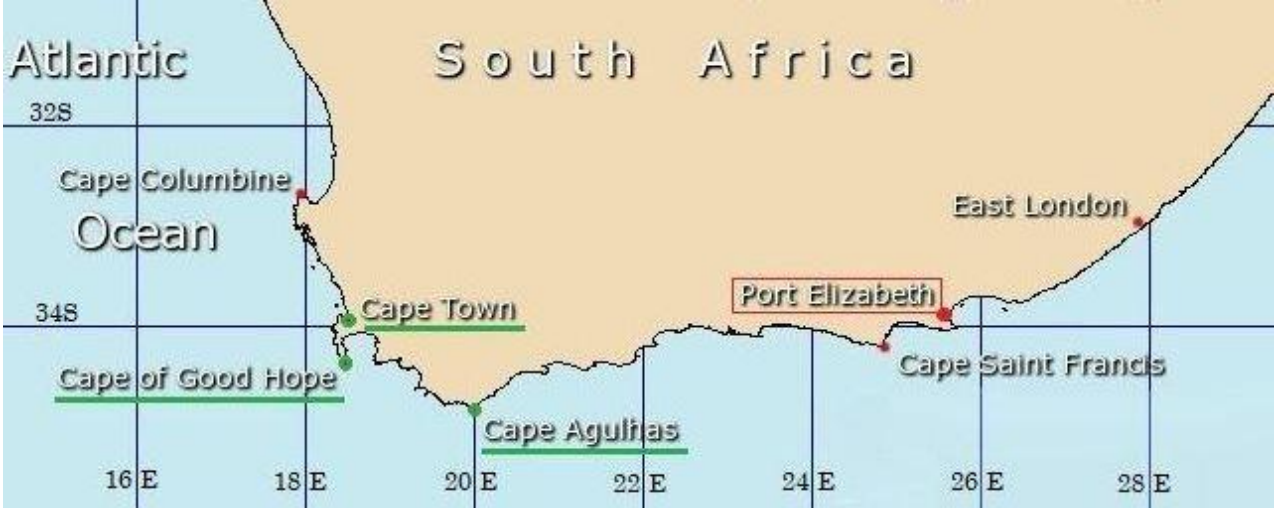 Atlantic
South Africa
32S
Cape Columbine
East London
Ocean
Port Elizabeth
34S
Cape Town
Cape Saint Francis
Cape of Good Hope
Cape Agulhas
16 E 18 E 20 E 22 E 24 E 26 E 28 E